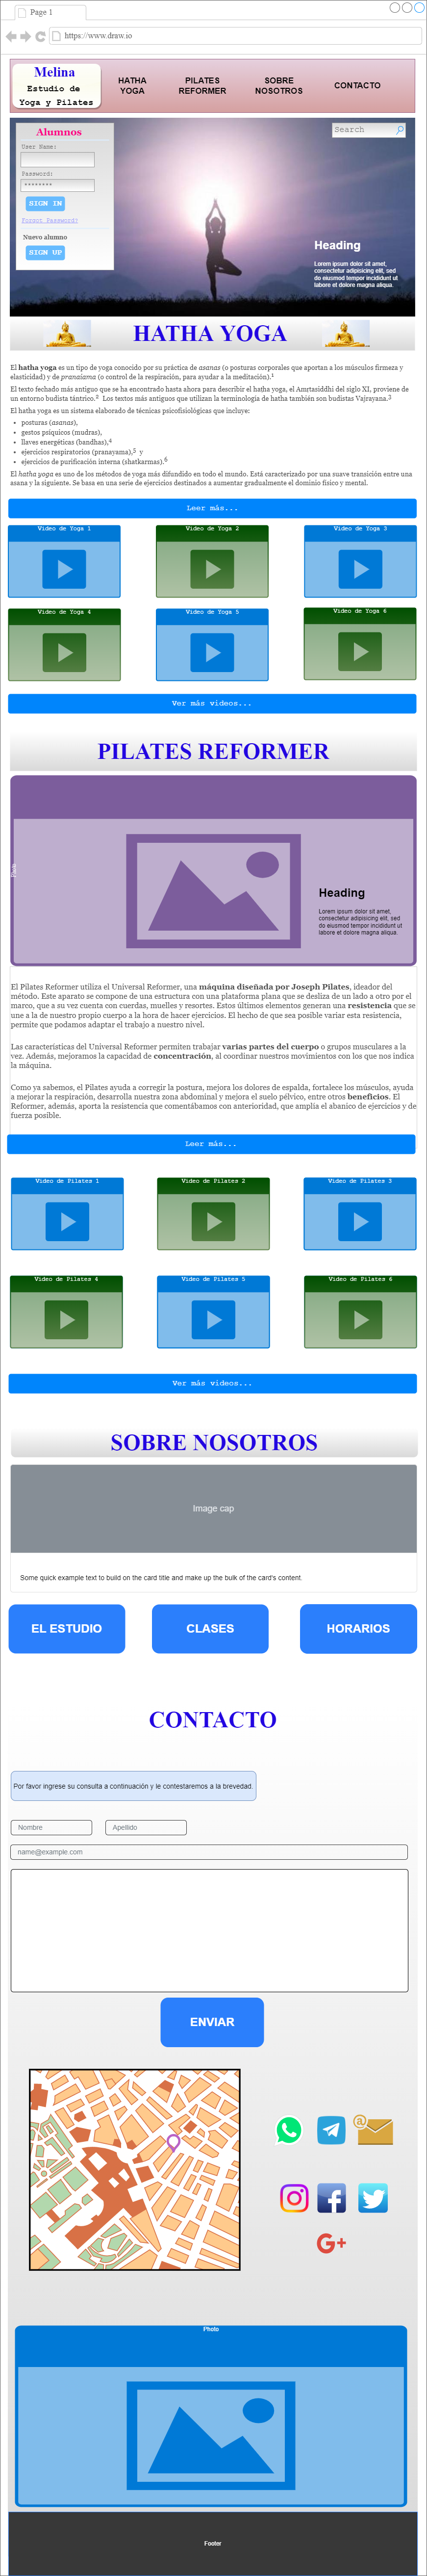 Page 1
https://www.draw.io
Melina
Estudio de
Yoga y Pilates
HATHA
YOGA
PILATES
REFORMER
SOBRE
NOSOTROS
CONTACTO
Alumnos
User Name:
Password:
********
SIGN IN
Forgot Password?
Nuevo alumno
SIGN UP
Search
Heading
Lorem ipsum dolor sit amet,
consectetur adipisicing elit, sed
do eiusmod tempor incididunt ut
labore et dolore magna aliqua.
HATHA YOGA
El hatha yoga es un tipo de yoga conocido por su práctica de asanas (o posturas corporales que aportan a los músculos firmeza y
elasticidad) y de pranaiama (o control de la respiración, para ayudar a la meditación).1
El texto fechado más antiguo que se ha encontrado hasta ahora para describir el haṭha yoga, el Amṛtasiddhi del siglo XI, proviene de
un entorno budista tántrico.2 Los textos más antiguos que utilizan la terminología de hatha también son budistas Vajrayana.3
El hatha yoga es un sistema elaborado de técnicas psicofisiológicas que incluye:
• posturas (asanas),
• gestos psíquicos (mudras),
• llaves energéticas (bandhas),4
• ejercicios respiratorios (pranayama),5 y
• ejercicios de purificación interna (shatkarmas).6
El hatha yoga es uno de los métodos de yoga más difundido en todo el mundo. Está caracterizado por una suave transición entre una
asana y la siguiente. Se basa en una serie de ejercicios destinados a aumentar gradualmente el dominio físico y mental.
Leer más...
Video de Yoga 1
Video de Yoga 2
Video de Yoga 3
Video de Yoga 4
Video de Yoga 5
Video de Yoga 6
Ver más videos...
PILATES REFORMER
Photo
Heading
Lorem ipsum dolor sit amet,
consectetur adipisicing elit, sed
do eiusmod tempor incididunt ut
labore et dolore magna aliqua.
El Pilates Reformer utiliza el Universal Reformer, una máquina diseñada por Joseph Pilates, ideador del
método. Este aparato se compone de una estructura con una plataforma plana que se desliza de un lado a otro por el
marco, que a su vez cuenta con cuerdas, muelles y resortes. Estos últimos elementos generan una resistencia que se
une a la de nuestro propio cuerpo a la hora de hacer ejercicios. El hecho de que sea posible variar esta resistencia,
permite que podamos adaptar el trabajo a nuestro nivel.
Las características del Universal Reformer permiten trabajar varias partes del cuerpo o grupos musculares a la
vez. Además, mejoramos la capacidad de concentración, al coordinar nuestros movimientos con los que nos indica
la máquina.
Como ya sabemos, el Pilates ayuda a corregir la postura, mejora los dolores de espalda, fortalece los músculos, ayuda
a mejorar la respiración, desarrolla nuestra zona abdominal y mejora el suelo pélvico, entre otros beneficios. El
Reformer, además, aporta la resistencia que comentábamos con anterioridad, que amplía el abanico de ejercicios y de
fuerza posible.
Leer más...
Video de Pilates 1
Video de Pilates 2
Video de Pilates 3
Video de Pilates 4
Video de Pilates 5
Video de Pilates 6
Ver más videos...
SOBRE NOSOTROS
Image cap
Some quick example text to build on the card title and make up the bulk of the card's content.
EL ESTUDIO
CLASES
HORARIOS
CONTACTO
Por favor ingrese su consulta a continuación y le contestaremos a la brevedad.
Nombre
Apellido
name@example.com
ENVIAR
Photo
Footer